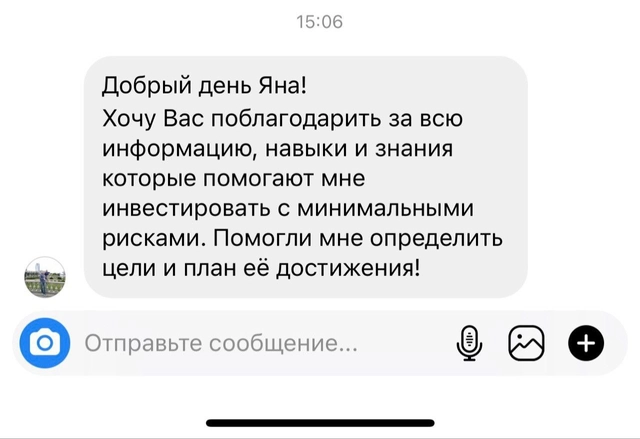 15:06
Добрый день Яна!
Хочу Вас поблагодарить за всю
информацию, навыки и знания
которые помогают мне
инвестировать с минимальными
рисками. Помогли мне определить
цели и план её достижения!
Отправьте сообщение...